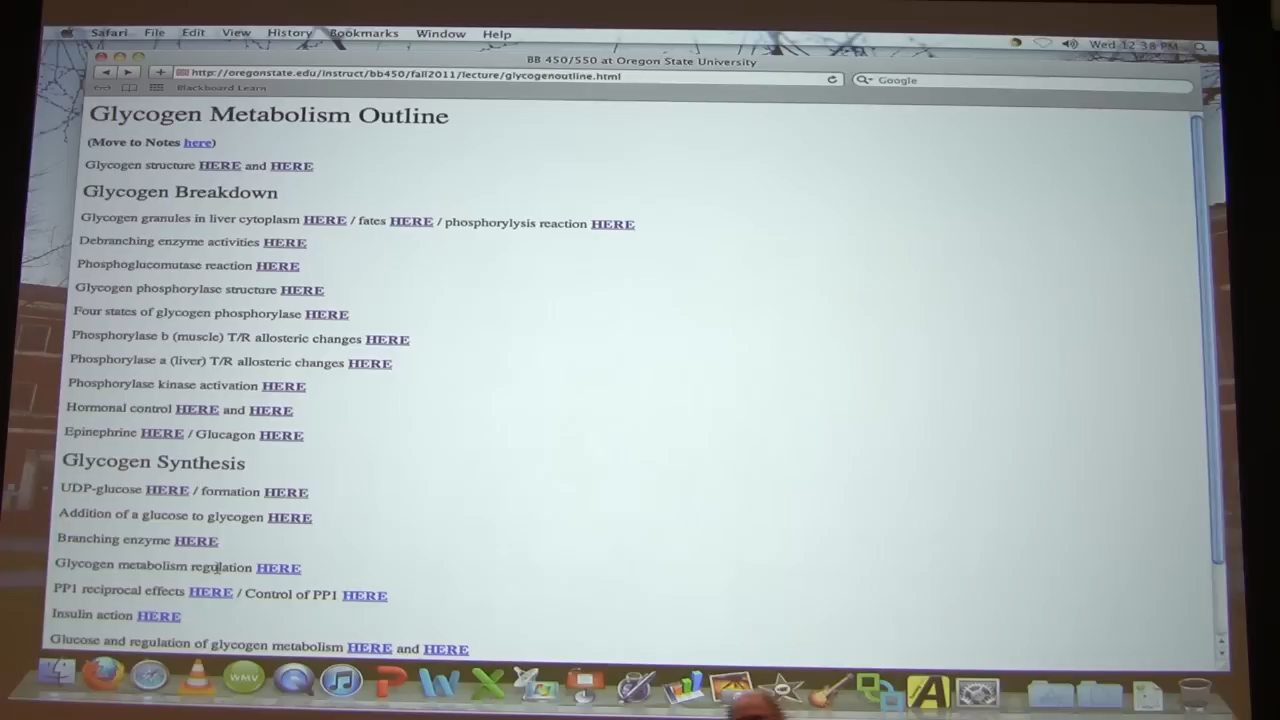 Safari File Edit View History Bookmarks Window Help Wed 12:38 PM
BB 450/550 at Oregon State University
http://oregonstate.edu/instruct/bb450/fall2011/lecture/glycogenoutline.html Google
Blackboard Learn
Glycogen Metabolism Outline
(Move to Notes here)
Glycogen structure HERE and HERE
Glycogen Breakdown
Glycogen granules in liver cytoplasm HERE / fates HERE / phosphorylysis reaction HERE
Debranching enzyme activities HERE
Phosphoglucomutase reaction HERE
Glycogen phosphorylase structure HERE
Four states of glycogen phosphorylase HERE
Phosphorylase b (muscle) T/R allosteric changes HERE
Phosphorylase a (liver) T/R allosteric changes HERE
Phosphorylase kinase activation HERE
Hormonal control HERE and HERE
Epinephrine HERE / Glucagon HERE
Glycogen Synthesis
UDP-glucose HERE / formation HERE
Addition of a glucose to glycogen HERE
Branching enzyme HERE
Glycogen metabolism regulation HERE
PP1 reciprocal effects HERE / Control of PP1 HERE
Insulin action HERE
Glucose and regulation of glycogen metabolism HERE and HERE
WMV